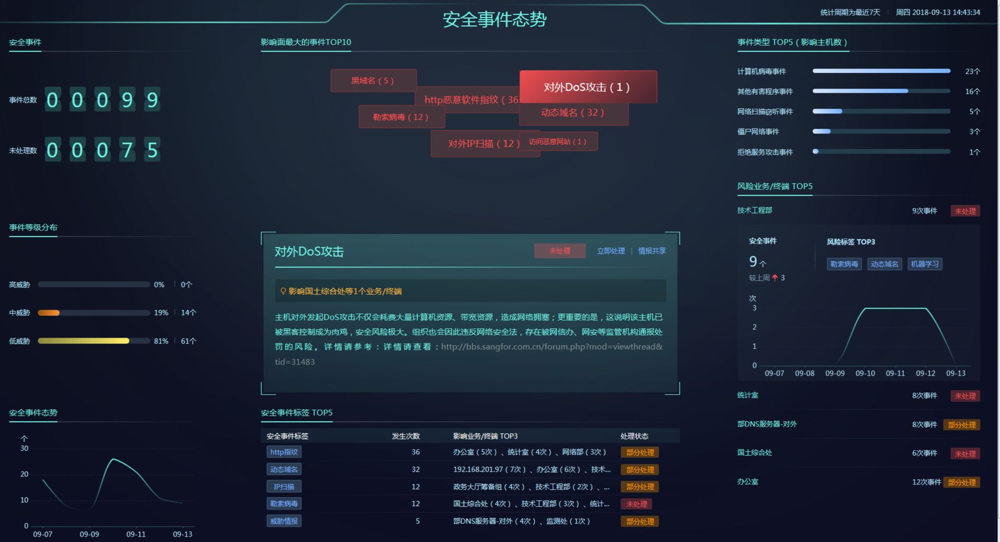 安全事件态势
统计周期为最近7天 | 周四 2018-09-13 14:43:34
安全事件
事件总数 0 0 0 9 9
未处理数 0 0 0 7 5
事件等级分布
高威胁 0% | 0个
中威胁 19% | 14个
低威胁 81% | 61个
安全事件态势
个
30
20
10
0
09-07 09-09 09-11 09-13
影响面最大的事件TOP10
黑域名（5）
http恶意软件指纹（36
对外DoS攻击（1）
勒索病毒（12）
动态域名（32）
对外IP扫描（12）
访问恶意网站（1）
对外DoS攻击
未处理 立即处理 | 情报共享
影响国土综合处等1个业务/终端
主机对外发起DoS攻击不仅会耗费大量计算机资源、带宽资源，造成网络拥塞；更重要的是，这说明该主机已
被黑客控制成为肉鸡，安全风险极大。组织也会因此违反网络安全法，存在被网信办、网安等监管机构通报处
罚的风险。详情请参考：详情请查看：http://bbs.sangfor.com.cn/forum.php?mod=viewthread&
tid=31483
安全事件标签 TOP5
安全事件标签 发生次数 影响业务/终端 TOP3 处理状态
http指纹 36 办公室（5次）、统计室（4次）、网络部（3次） 部分处理
动态域名 32 192.168.201.97（7次）、办公室（6次）、技术... 部分处理
IP扫描 12 政务大厅筹备组（4次）、技术工程部（2次）、... 部分处理
勒索病毒 12 国土综合处（4次）、技术工程部（3次）、统计... 未处理
威胁情报 5 部DNS服务器-对外（4次）、监测处（1次） 部分处理
事件类型 TOP5（影响主机数）
计算机病毒事件 23个
其他有害程序事件 16个
网络扫描窃听事件 5个
僵尸网络事件 3个
拒绝服务攻击事件 1个
风险业务/终端 TOP5
技术工程部 9次事件 未处理
安全事件
9个
较上周 3
风险标签 TOP3
勒索病毒 动态域名 机器学习
次
3
2
1
0
09-07 09-08 09-09 09-10 09-11 09-12 09-13
统计室 8次事件 未处理
部DNS服务器-对外 8次事件 部分处理
国土综合处 6次事件 未处理
办公室 12次事件 部分处理